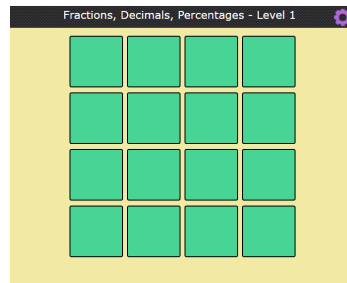 Fractions, Decimals, Percentages - Level 1